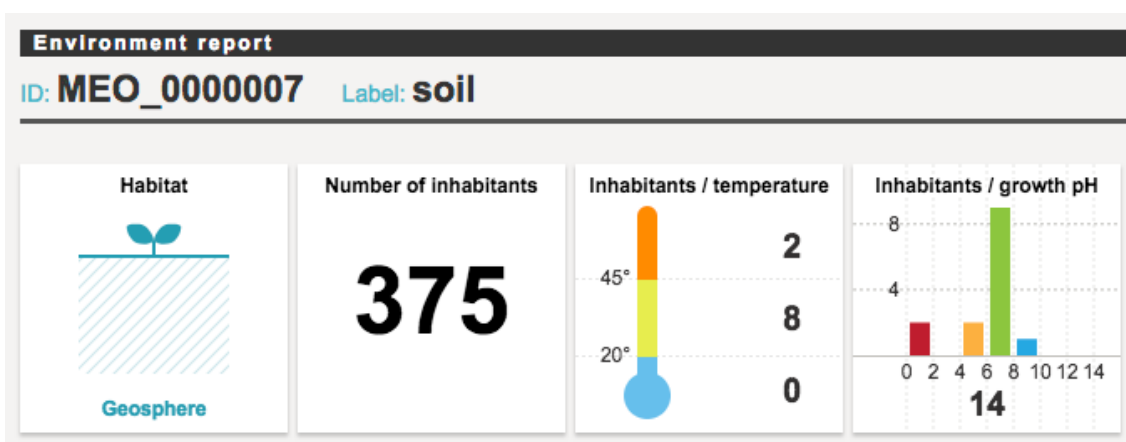 Environment report
ID: MEO_0000007 Label: soil
Habitat
Geosphere
Number of inhabitants
375
Inhabitants / temperature
45°
20°
2
8
0
Inhabitants / growth pH
8
4
0 2 4 6 8 10 12 14
14